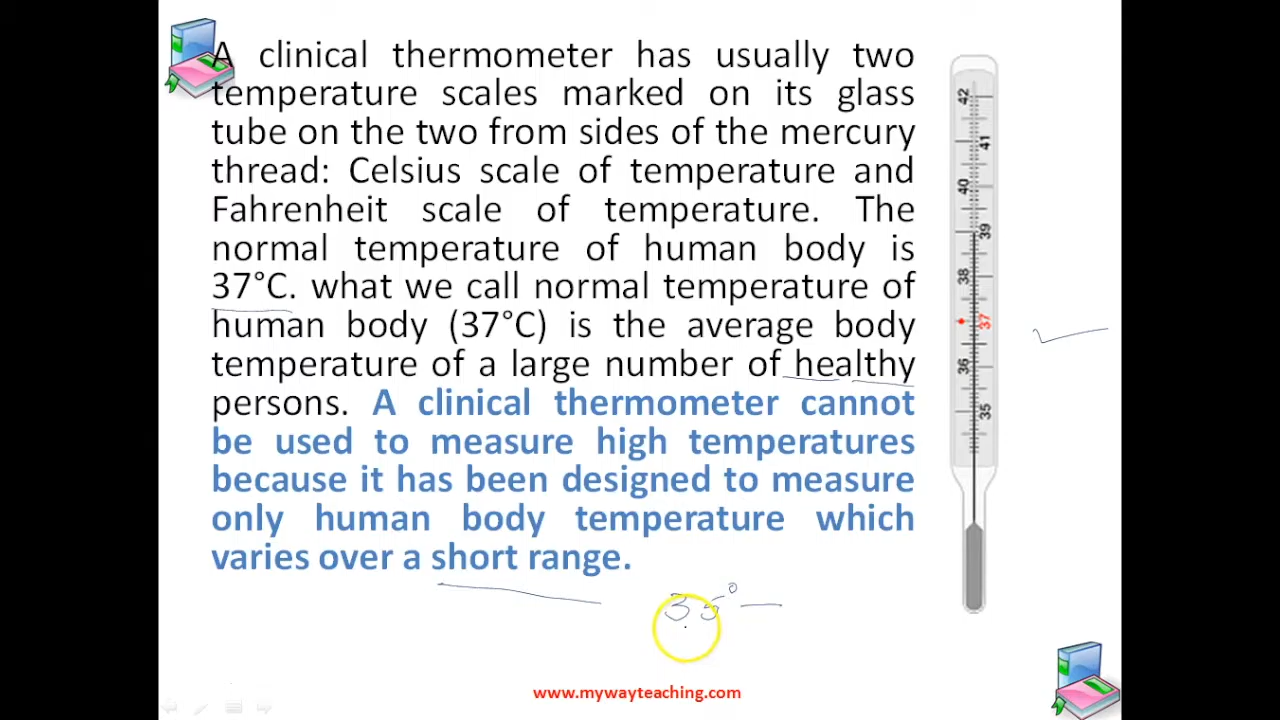 A clinical thermometer has usually two
temperature scales marked on its glass
tube on the two from sides of the mercury
thread: Celsius scale of temperature and
Fahrenheit scale of temperature. The
normal temperature of human body is
37°C. what we call normal temperature of
human body (37°C) is the average body
temperature of a large number of healthy
persons. A clinical thermometer cannot
be used to measure high temperatures
because it has been designed to measure
only human body temperature which
varies over a short range.
42
41
40
39
38
37
36
35
35° —
www.mywayteaching.com